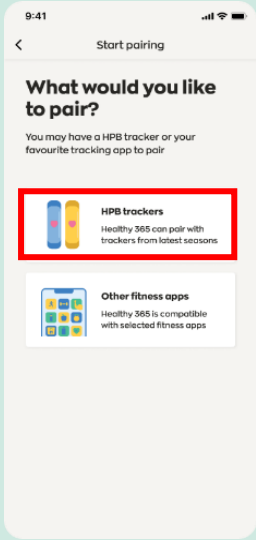 9:41
Start pairing
What would you like
to pair?
You may have a HPB tracker or your
favourite tracking app to pair
HPB trackers
Healthy 365 can pair with
trackers from latest seasons
Other fitness apps
Healthy 365 is compatible
with selected fitness apps